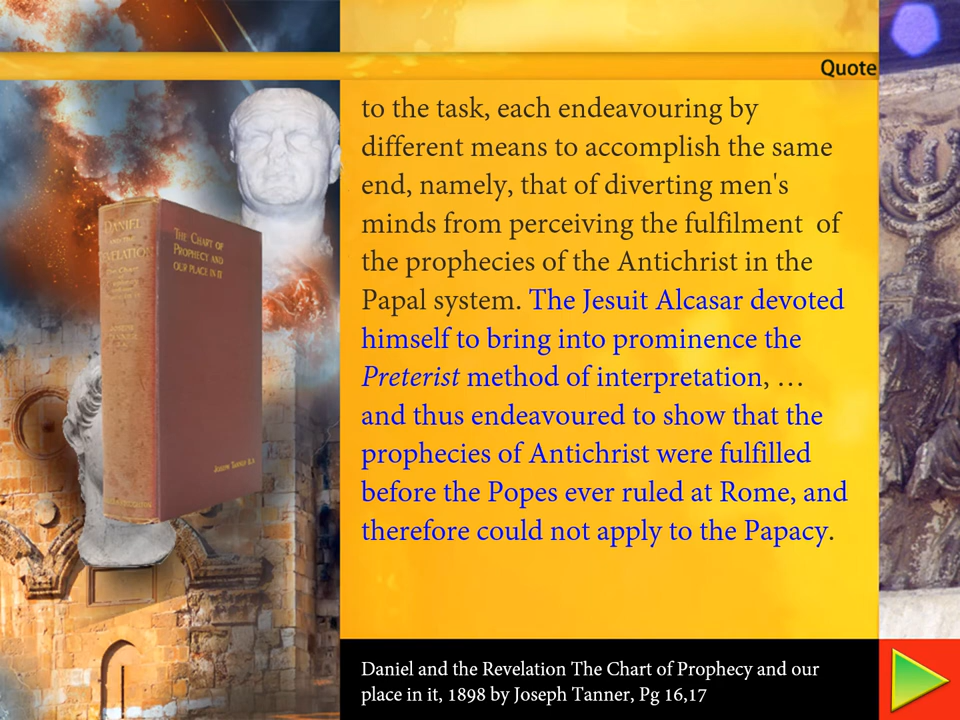 Quote
to the task, each endeavouring by
different means to accomplish the same
end, namely, that of diverting men's
minds from perceiving the fulfilment of
the prophecies of the Antichrist in the
Papal system. The Jesuit Alcasar devoted
himself to bring into prominence the
Preterist method of interpretation, …
and thus endeavoured to show that the
prophecies of Antichrist were fulfilled
before the Popes ever ruled at Rome, and
therefore could not apply to the Papacy.
DANIEL
AND THE
REVELATION
THE CHART OF
PROPHECY AND
OUR PLACE IN IT
JOSEPH TANNER B.A
Daniel and the Revelation The Chart of Prophecy and our
place in it, 1898 by Joseph Tanner, Pg 16,17